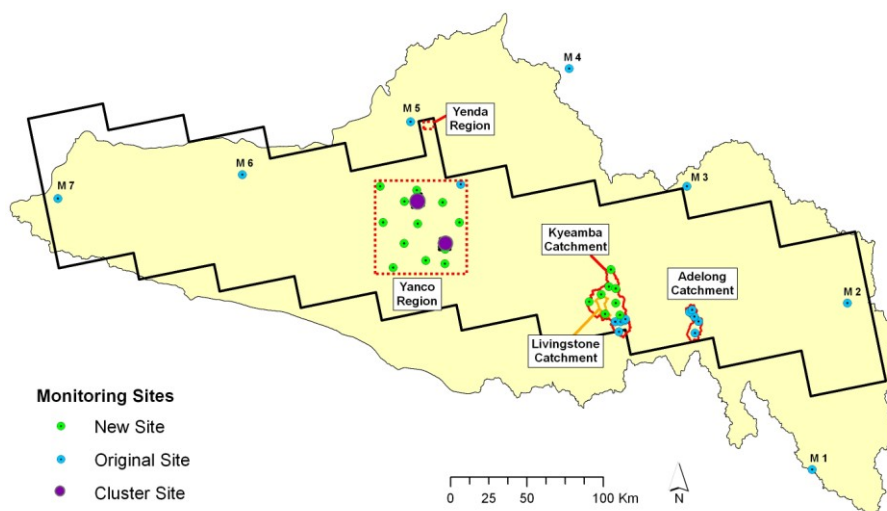 M 4
M 5
Yenda
Region
M 6
M 7
M 3
Kyeamba
Catchment
Adelong
Catchment
Yanco
Region
M 2
Livingstone
Catchment
Monitoring Sites
New Site
Original Site
Cluster Site
M 1
0 25 50 100 Km
N